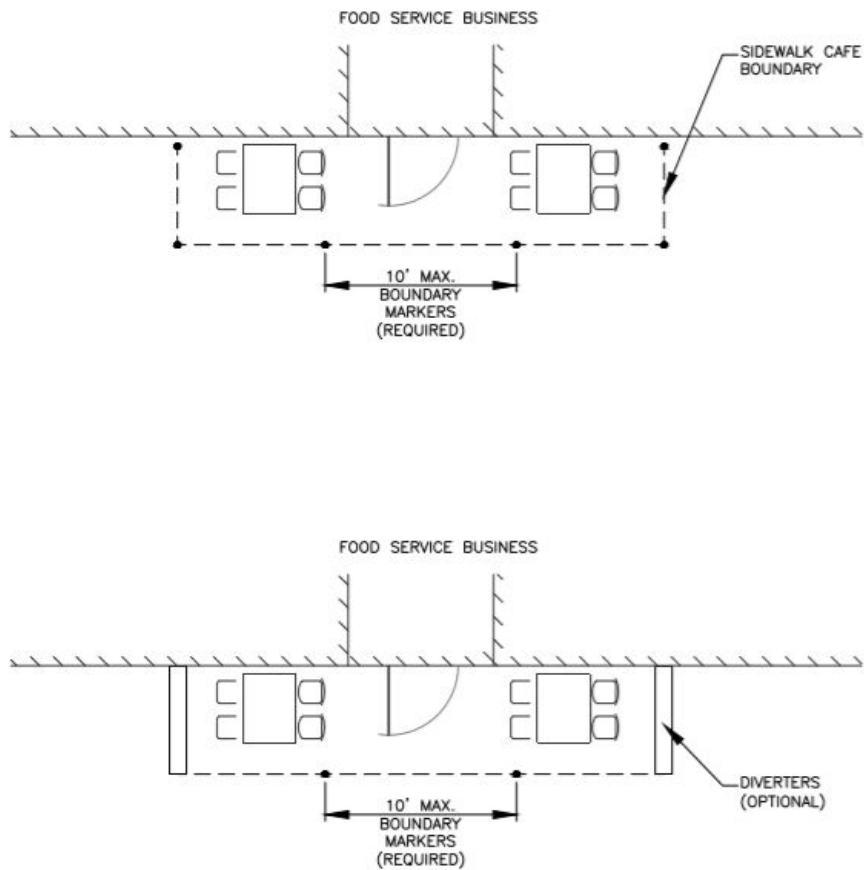 FOOD SERVICE BUSINESS
SIDEWALK CAFE
BOUNDARY
10' MAX.
BOUNDARY
MARKERS
(REQUIRED)
FOOD SERVICE BUSINESS
DIVERTERS
(OPTIONAL)
10' MAX.
BOUNDARY
MARKERS
(REQUIRED)